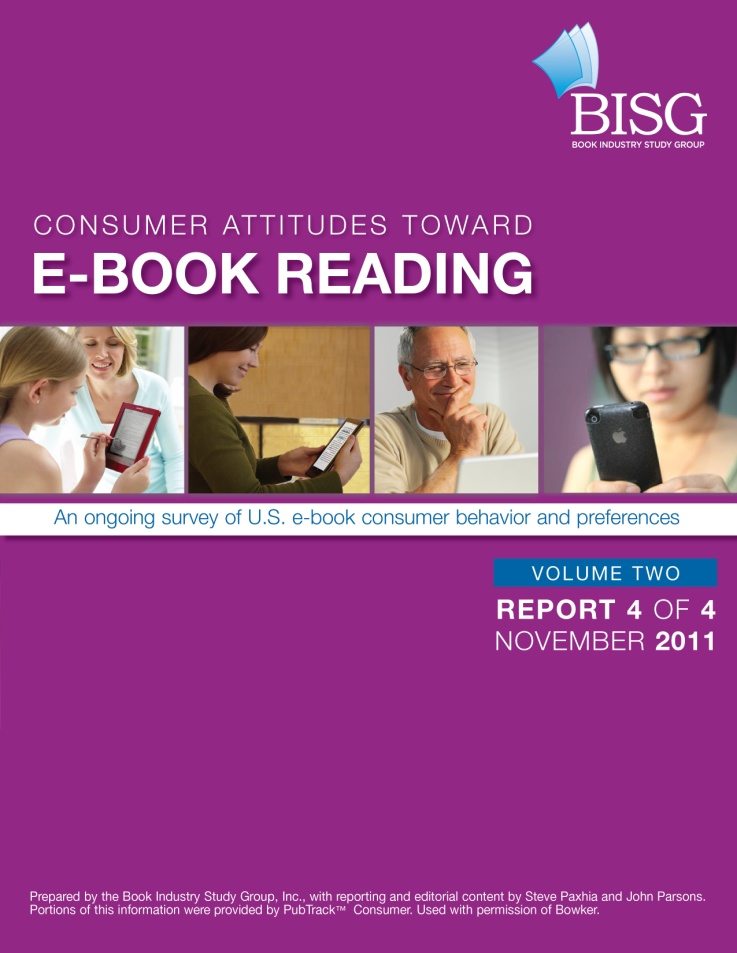 BISG
BOOK INDUSTRY STUDY GROUP
CONSUMER ATTITUDES TOWARD
E-BOOK READING
An ongoing survey of U.S. e-book consumer behavior and preferences
VOLUME TWO
REPORT 4 OF 4
NOVEMBER 2011
Prepared by the Book Industry Study Group, Inc., with reporting and editorial content by Steve Paxhia and John Parsons.
Portions of this information were provided by PubTrack™ Consumer. Used with permission of Bowker.